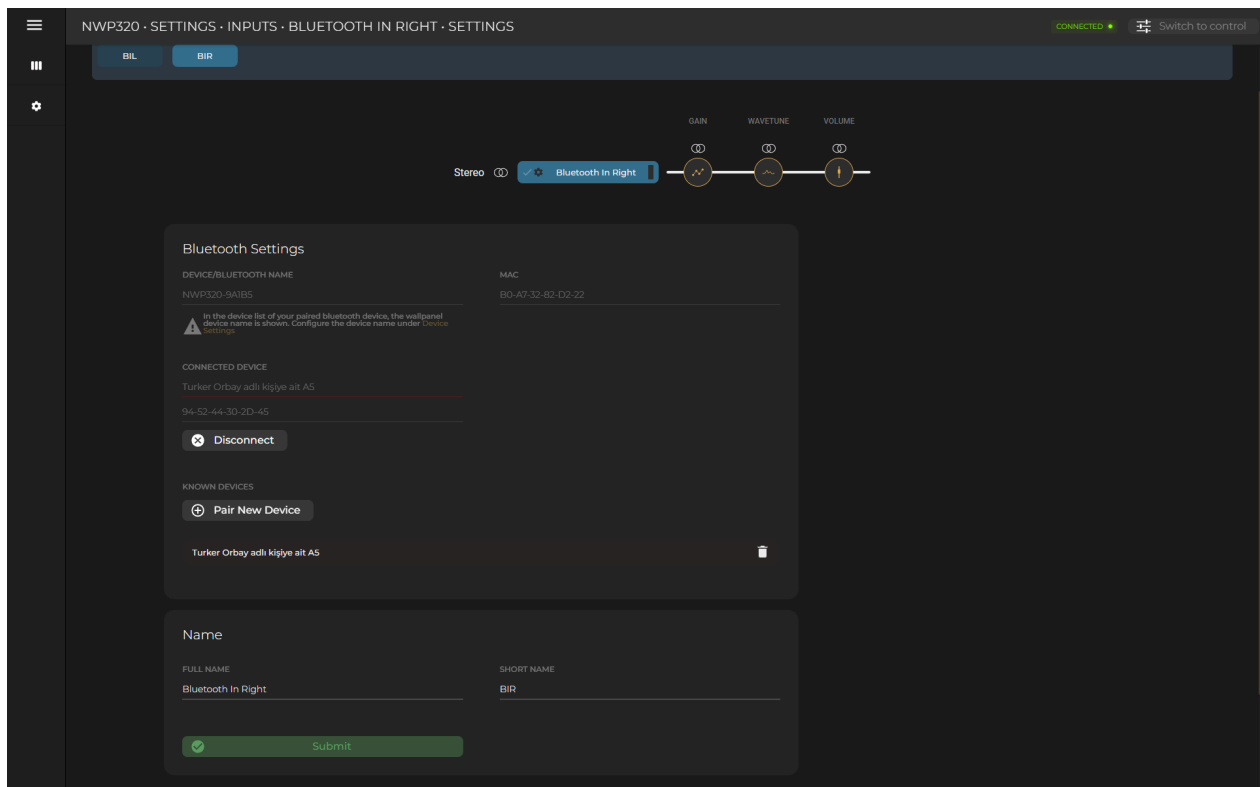 NWP320 • SETTINGS • INPUTS • BLUETOOTH IN RIGHT • SETTINGS
CONNECTED
Switch to control
BIL
BIR
GAIN
WAVETUNE
VOLUME
Stereo
Bluetooth In Right
Bluetooth Settings
DEVICE/BLUETOOTH NAME
MAC
NWP320-9A1B5
B0-A7-32-82-D2-22
In the device list of your paired bluetooth device, the wallpanel
device name is shown. Configure the device name under Device
Settings
CONNECTED DEVICE
Turker Orbay adlı kişiye ait A5
94-52-44-30-2D-45
Disconnect
KNOWN DEVICES
Pair New Device
Turker Orbay adlı kişiye ait A5
Name
FULL NAME
SHORT NAME
Bluetooth In Right
BIR
Submit